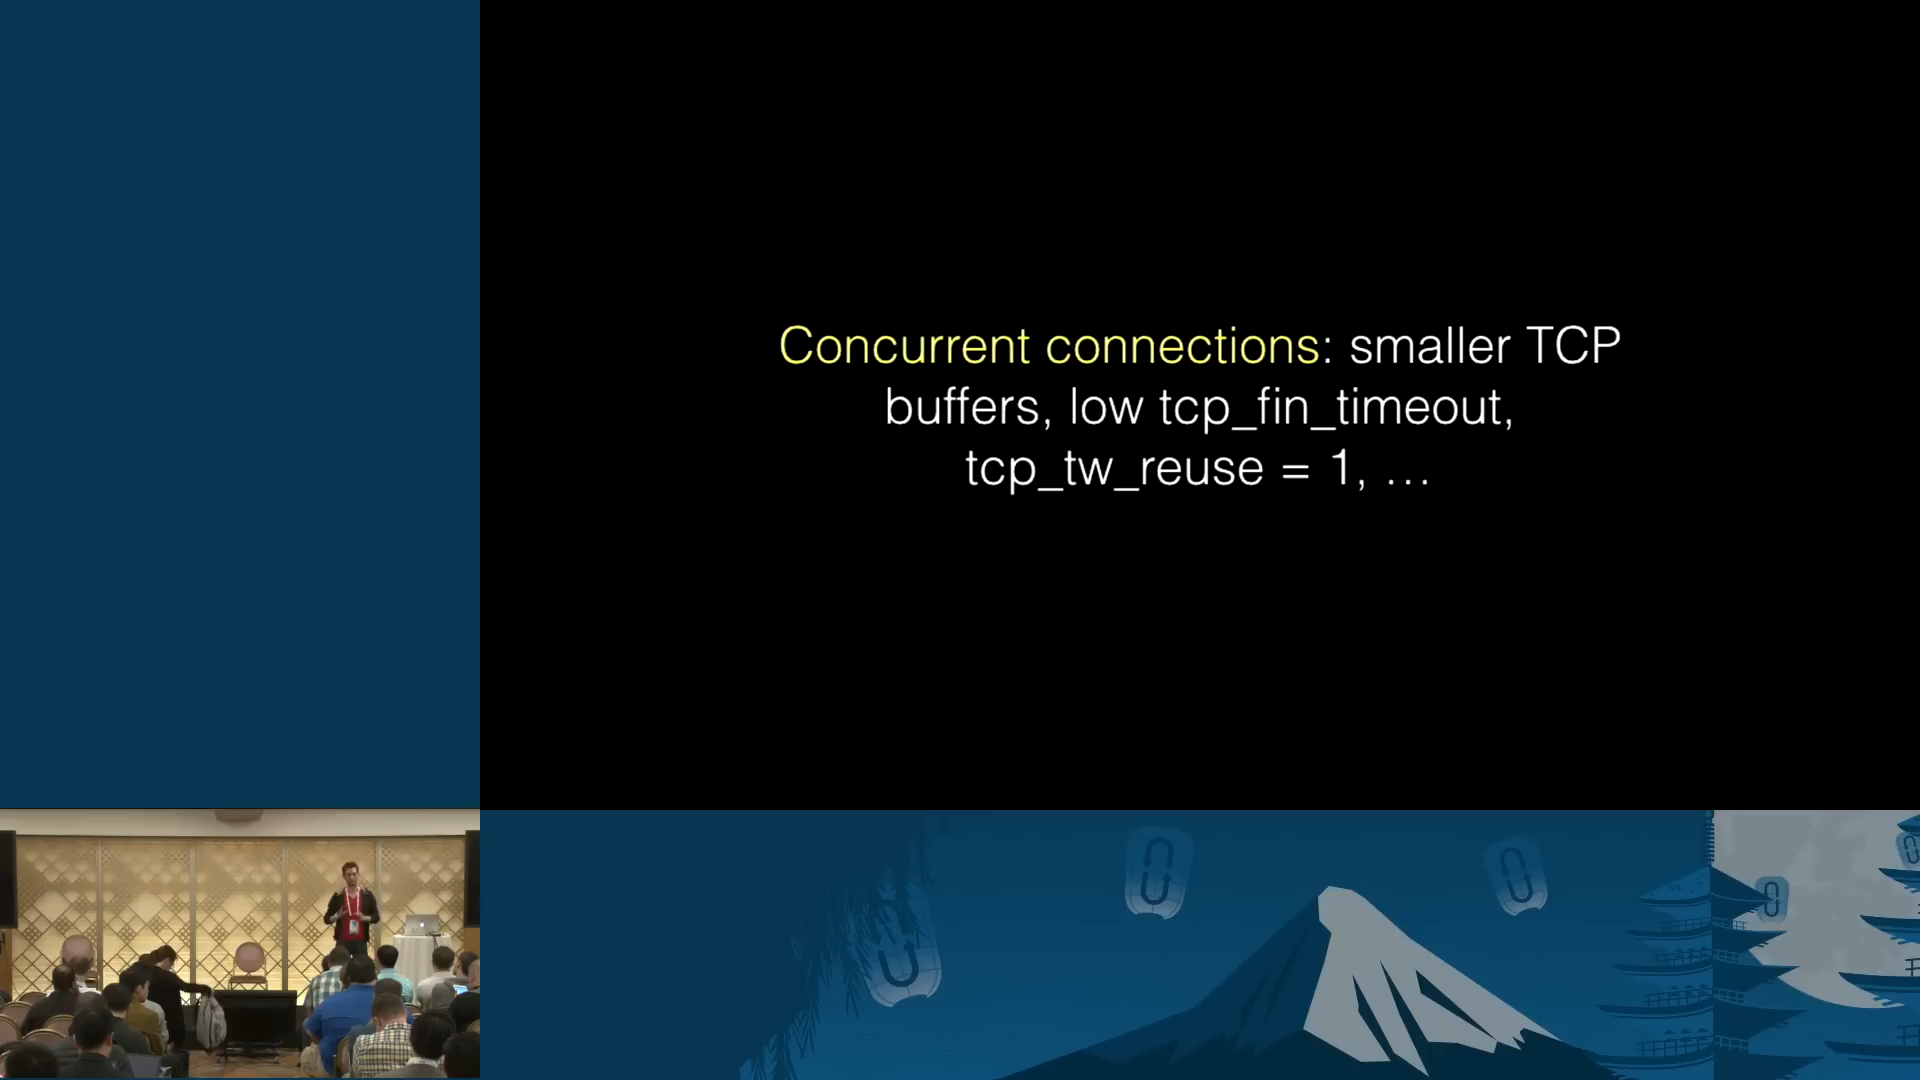 Concurrent connections: smaller TCP
buffers, low tcp_fin_timeout,
tcp_tw_reuse = 1, …